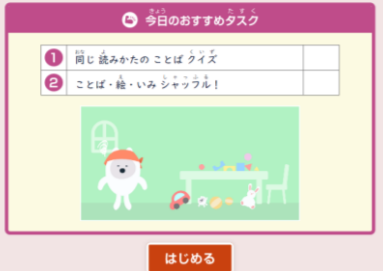 今日のおすすめタスク
1 同じ 読みかたの ことば クイズ
2 ことば・絵・いみ シャッフル！
はじめる